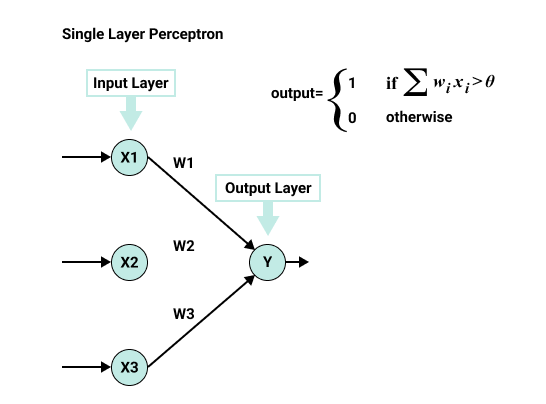 Single Layer Perceptron
Input Layer
output= { 1 if ∑ wᵢxᵢ>θ
0 otherwise
X1
W1
Output Layer
W2
X2
Y
W3
X3